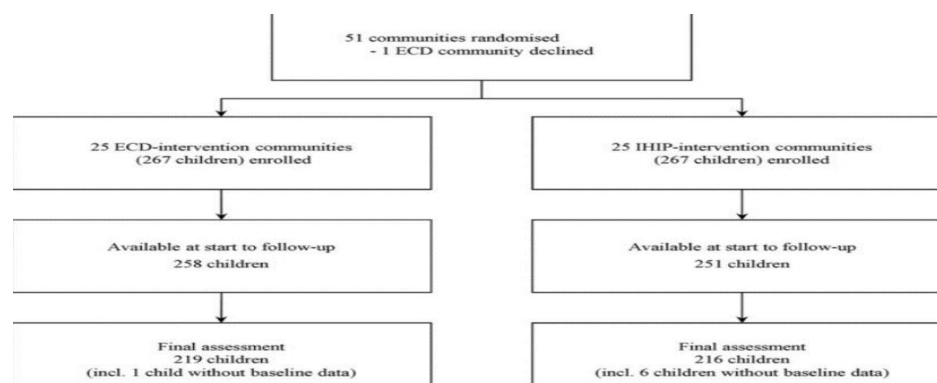 51 communities randomised
- 1 ECD community declined
25 ECD-intervention communities
(267 children) enrolled
25 IHIP-intervention communities
(267 children) enrolled
Available at start to follow-up
258 children
Available at start to follow-up
251 children
Final assessment
219 children
(incl. 1 child without baseline data)
Final assessment
216 children
(incl. 6 children without baseline data)